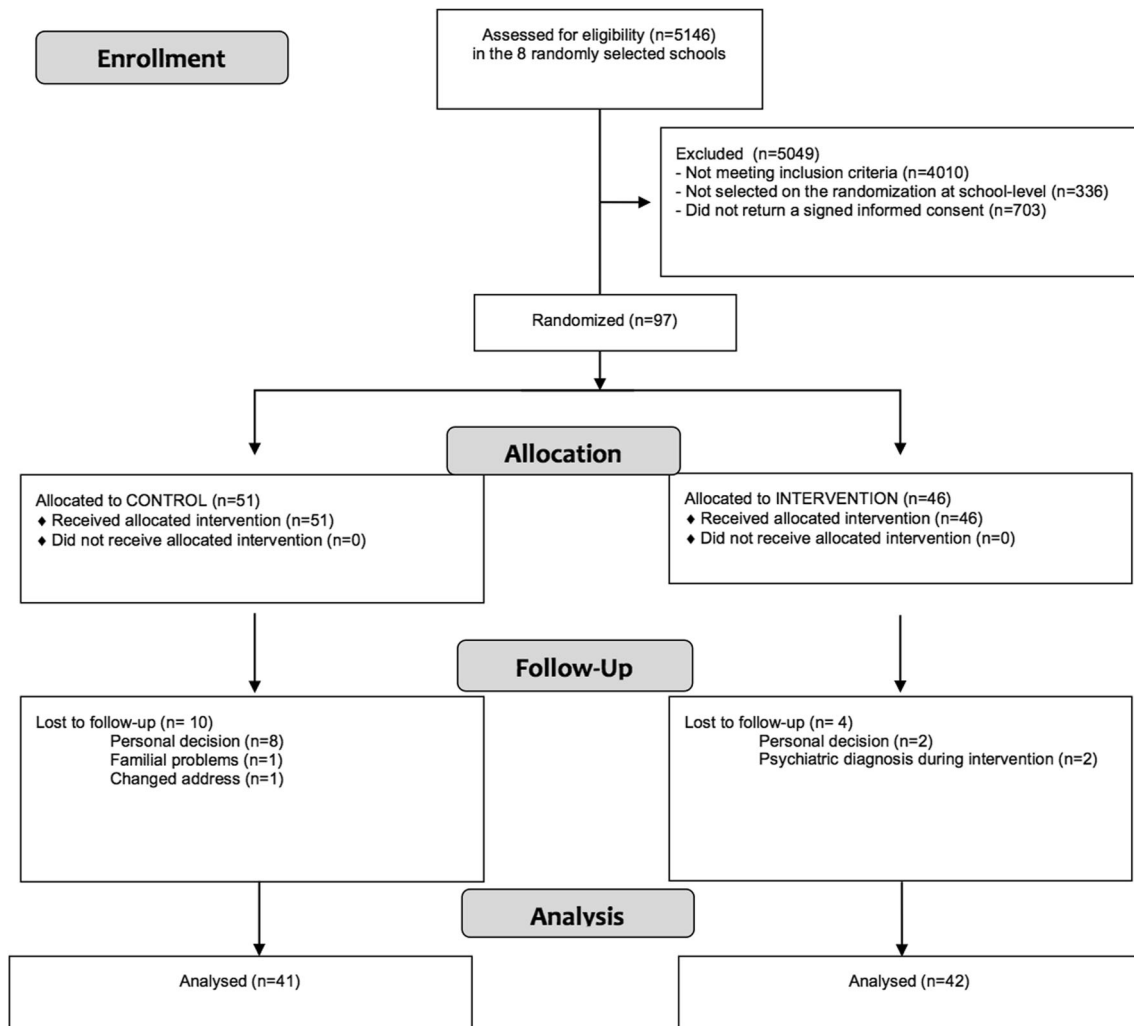 Enrollment
Assessed for eligibility (n=5146)
in the 8 randomly selected schools
Excluded (n=5049)
- Not meeting inclusion criteria (n=4010)
- Not selected on the randomization at school-level (n=336)
- Did not return a signed informed consent (n=703)
Randomized (n=97)
Allocation
Allocated to CONTROL (n=51)
♦ Received allocated intervention (n=51)
♦ Did not receive allocated intervention (n=0)
Allocated to INTERVENTION (n=46)
♦ Received allocated intervention (n=46)
♦ Did not receive allocated intervention (n=0)
Follow-Up
Lost to follow-up (n= 10)
Personal decision (n=8)
Familial problems (n=1)
Changed address (n=1)
Lost to follow-up (n= 4)
Personal decision (n=2)
Psychiatric diagnosis during intervention (n=2)
Analysis
Analysed (n=41)
Analysed (n=42)